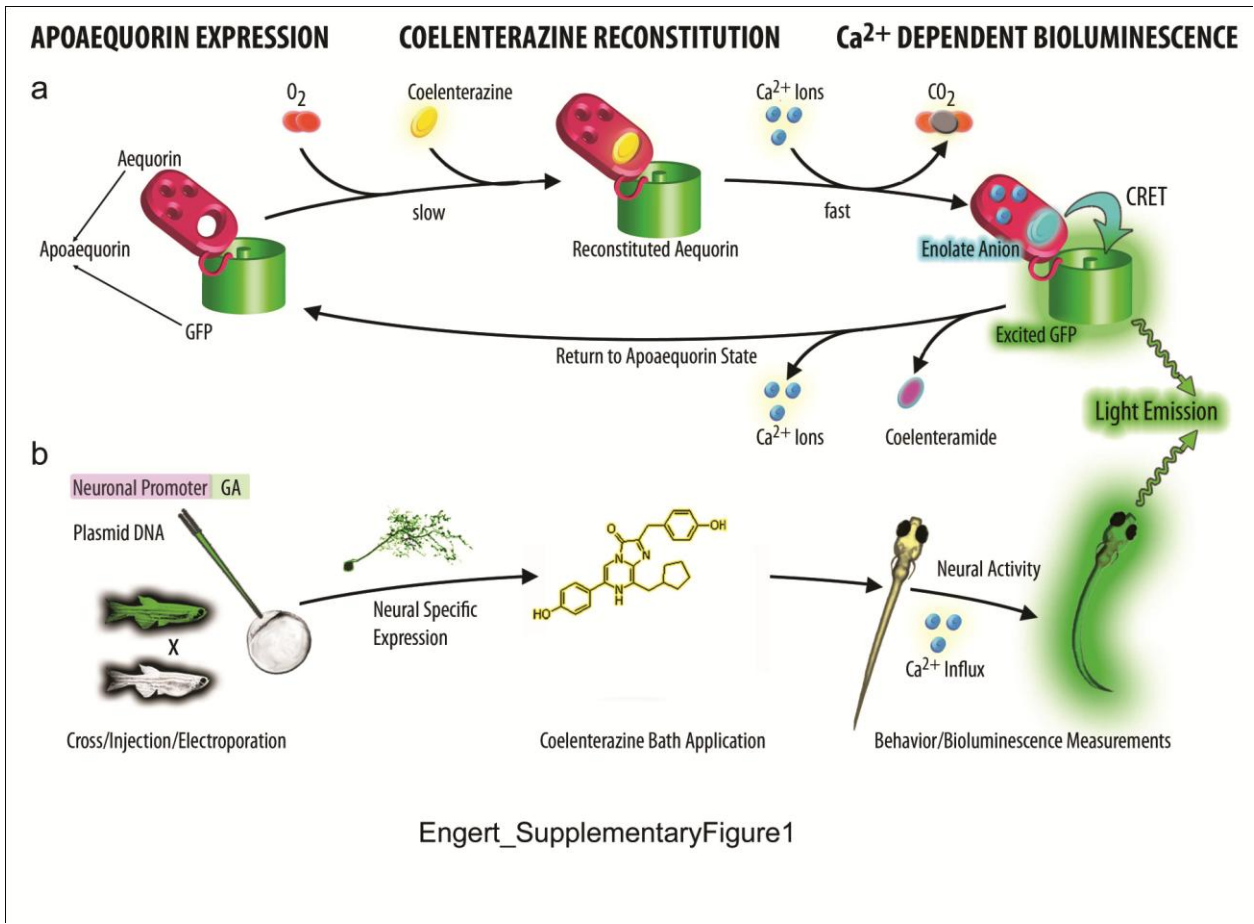 APOAEQUORIN EXPRESSION
COELENTERAZINE RECONSTITUTION
Ca2+ DEPENDENT BIOLUMINESCENCE
a
O2
Coelenterazine
Ca2+ Ions
CO2
Aequorin
Apoaequorin
GFP
slow
Reconstituted Aequorin
fast
Enolate Anion
CRET
Excited GFP
Return to Apoaequorin State
Ca2+ Ions
Coelenteramide
Light Emission
b
Neuronal Promoter GA
Plasmid DNA
X
Cross/Injection/Electroporation
Neural Specific
Expression
O
OH
N
N
N
H
HO
Coelenterazine Bath Application
Neural Activity
Ca2+ Influx
Behavior/Bioluminescence Measurements
Engert_SupplementaryFigure1